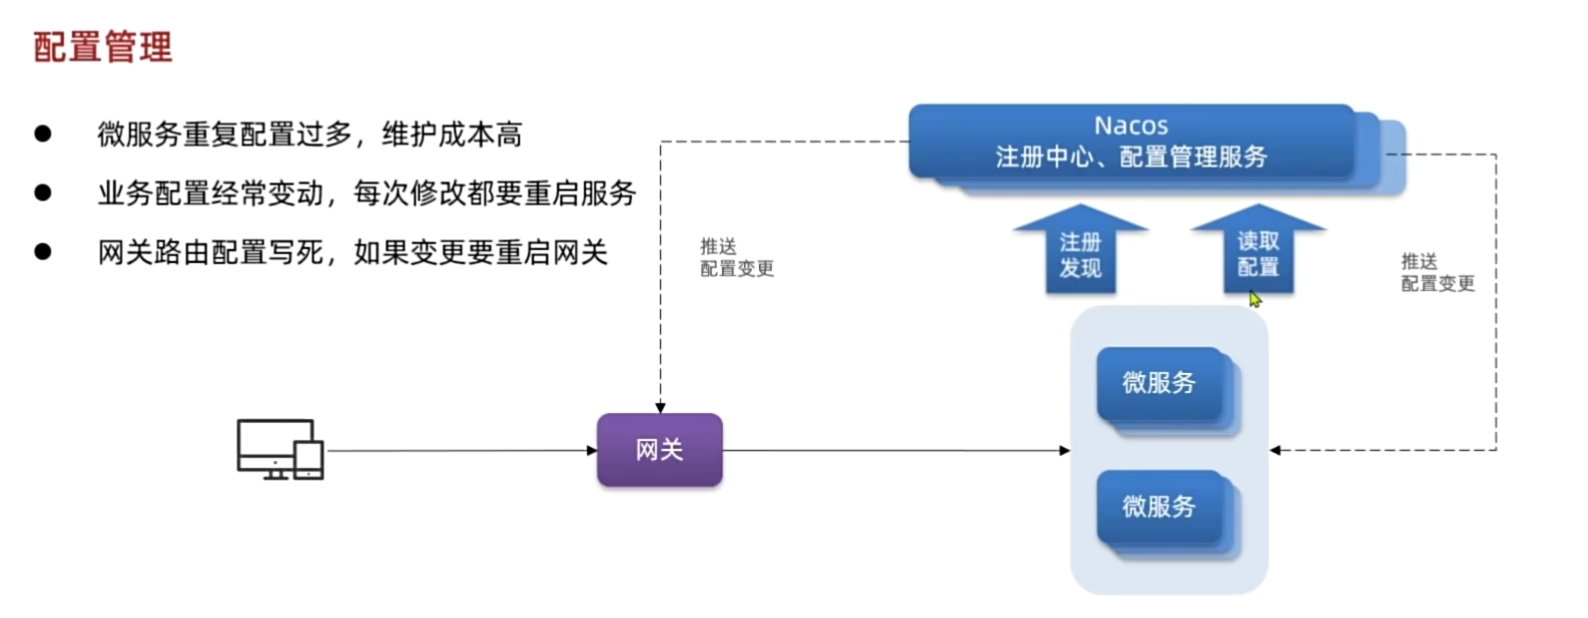 配置管理
微服务重复配置过多，维护成本高
业务配置经常变动，每次修改都要重启服务
网关路由配置写死，如果变更要重启网关
Nacos
注册中心、配置管理服务
推送
配置变更
注册
发现
读取
配置
推送
配置变更
微服务
网关
微服务